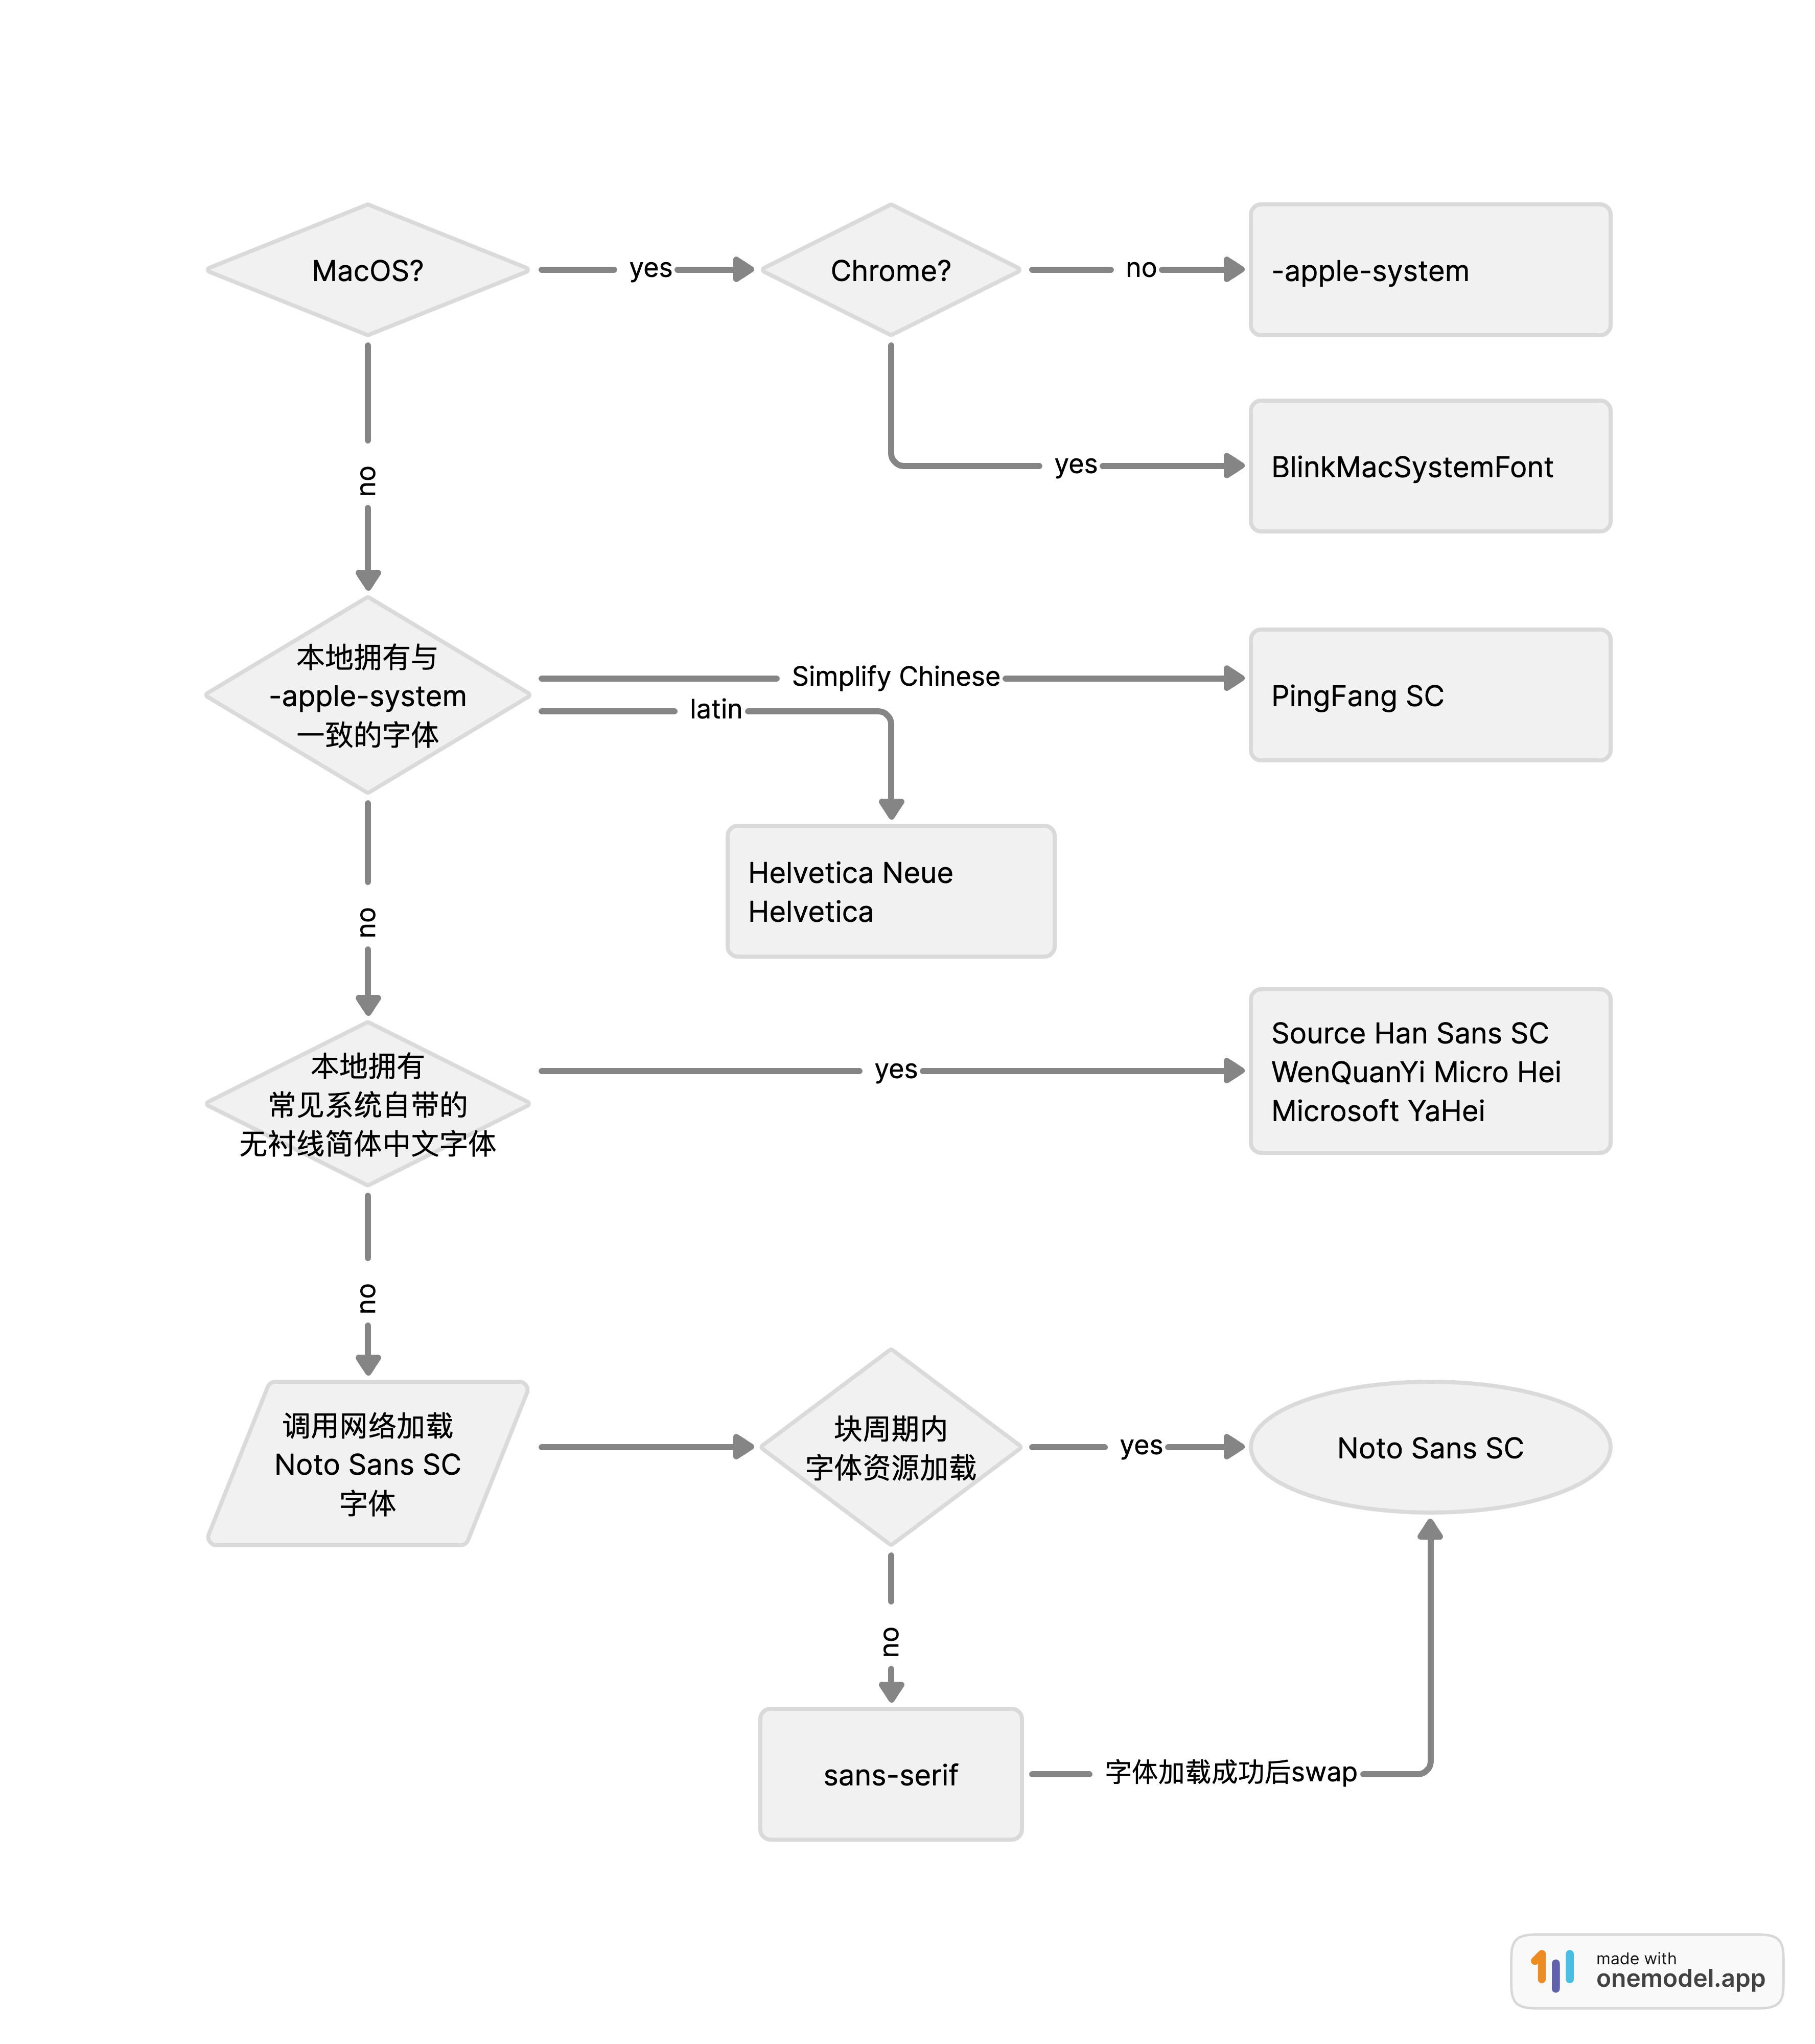 MacOS?
yes
Chrome?
no
-apple-system
yes
BlinkMacSystemFont
no
本地拥有与
-apple-system
一致的字体
Simplify Chinese
PingFang SC
latin
Helvetica Neue
Helvetica
no
本地拥有
常见系统自带的
无衬线简体中文字体
yes
Source Han Sans SC
WenQuanYi Micro Hei
Microsoft YaHei
no
调用网络加载
Noto Sans SC
字体
块周期内
字体资源加载
yes
Noto Sans SC
no
sans-serif
字体加载成功后swap
made with
onemodel.app